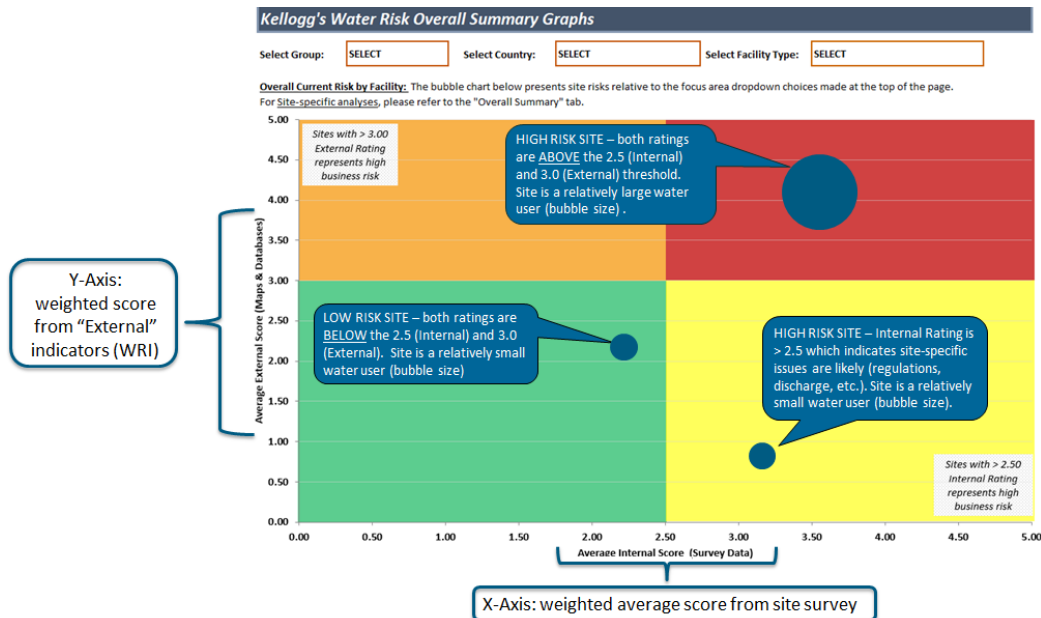 Kellogg's Water Risk Overall Summary Graphs
Select Group: SELECT Select Country: SELECT Select Facility Type: SELECT
Overall Current Risk by Facility: The bubble chart below presents site risks relative to the focus area dropdown choices made at the top of the page.
For Site-specific analyses, please refer to the "Overall Summary" tab.
5.00
4.50
4.00
3.50
3.00
2.50
2.00
1.50
1.00
0.50
0.00
Average External Score (Maps & Databases)
Sites with > 3.00
External Rating
represents high
business risk
HIGH RISK SITE – both ratings
are ABOVE the 2.5 (Internal)
and 3.0 (External) threshold.
Site is a relatively large water
user (bubble size) .
Y-Axis:
weighted score
from “External”
indicators (WRI)
LOW RISK SITE – both ratings are
BELOW the 2.5 (Internal) and 3.0
(External).  Site is a relatively small
water user (bubble size)
HIGH RISK SITE – Internal Rating is
> 2.5 which indicates site-specific
issues are likely (regulations,
discharge, etc.). Site is a relatively
small water user (bubble size).
Sites with > 2.50
Internal Rating
represents high
business risk
0.00 0.50 1.00 1.50 2.00 2.50 3.00 3.50 4.00 4.50 5.00
Average Internal Score (Survey Data)
X-Axis: weighted average score from site survey